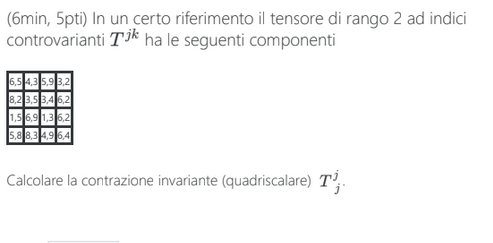 (6min, 5pti) In un certo riferimento il tensore di rango 2 ad indici
controvarianti T^{jk} ha le seguenti componenti
6,5 4,3 5,9 3,2
8,2 3,5 3,4 6,2
1,5 6,9 1,3 6,2
5,8 8,3 4,9 6,4
Calcolare la contrazione invariante (quadriscalare) T^j_j.